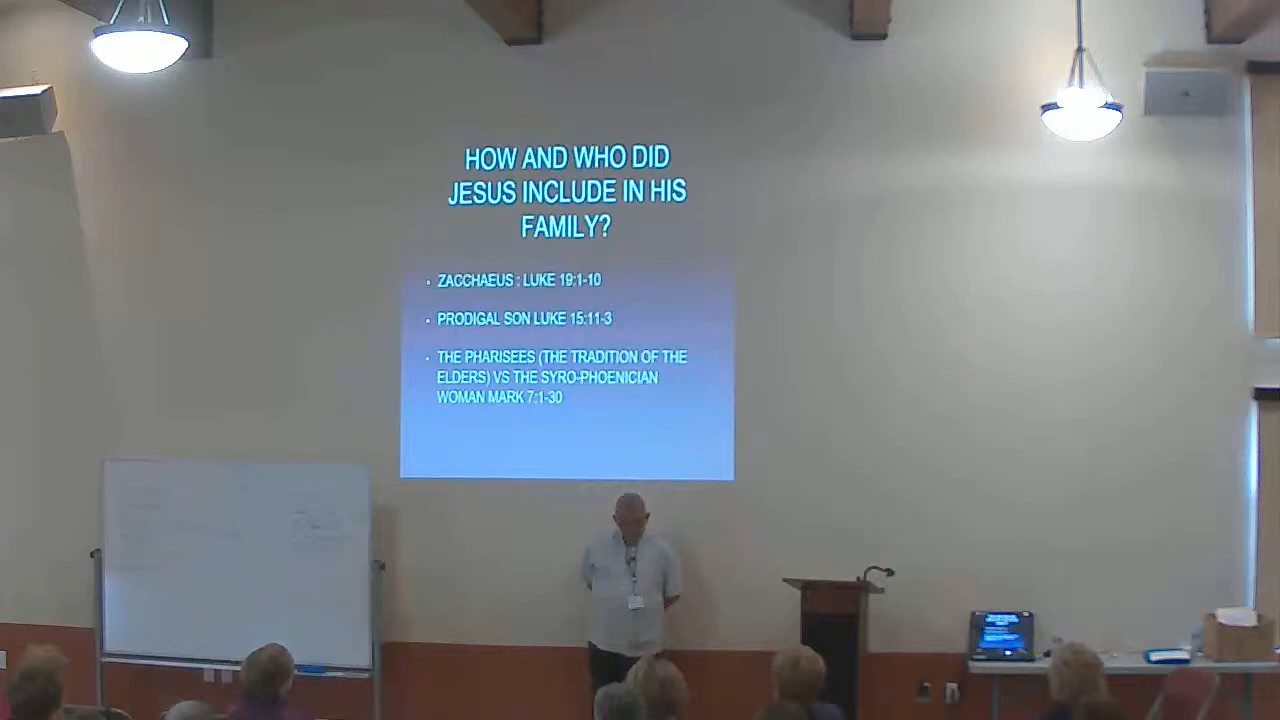 HOW AND WHO DID
JESUS INCLUDE IN HIS
FAMILY?
• ZACCHAEUS : LUKE 19:1-10
• PRODIGAL SON LUKE 15:11-3
• THE PHARISEES (THE TRADITION OF THE
ELDERS) VS THE SYRO-PHOENICIAN
WOMAN MARK 7:1-30